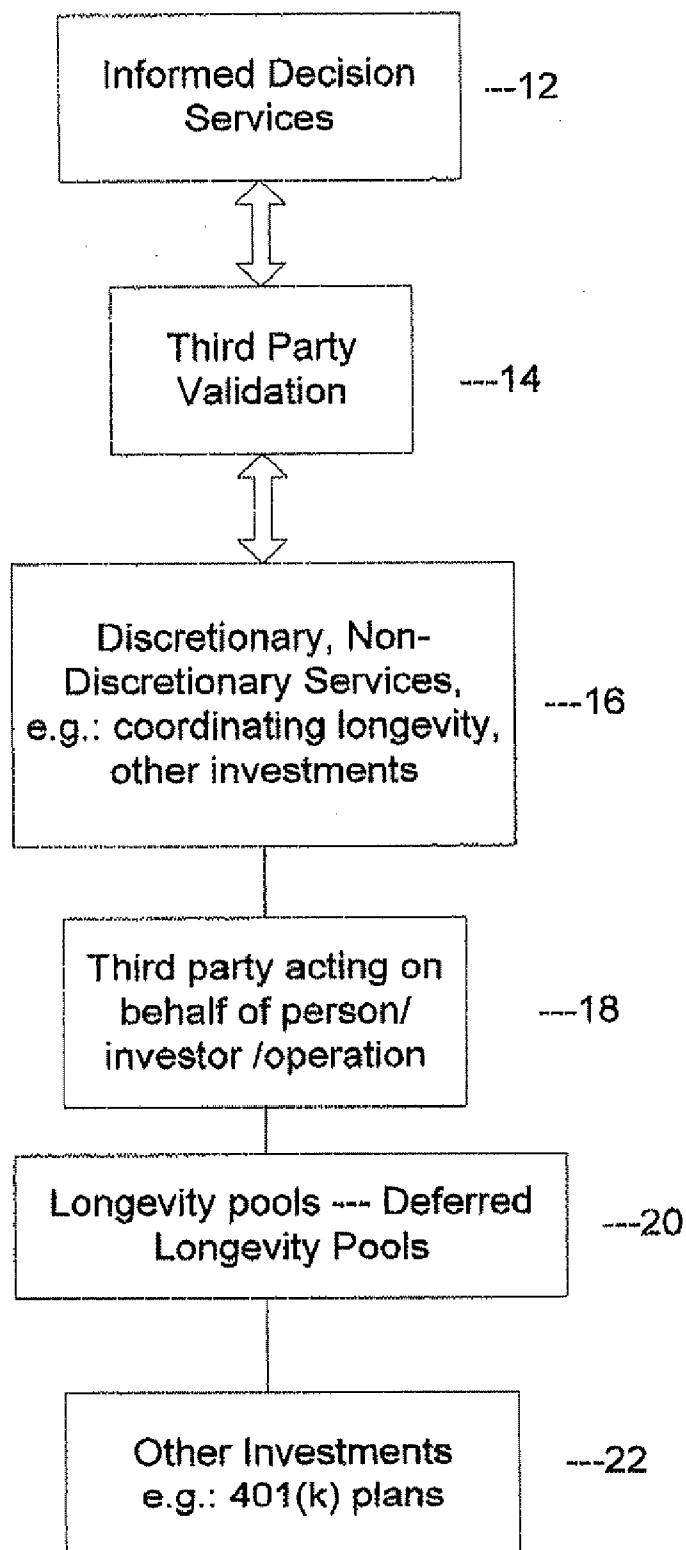 Informed Decision
Services
---12
Third Party
Validation
---14
Discretionary, Non-
Discretionary Services,
e.g.: coordinating longevity,
other investments
---16
Third party acting on
behalf of person/
investor /operation
---18
Longevity pools --- Deferred
Longevity Pools
---20
Other Investments
e.g.: 401(k) plans
---22